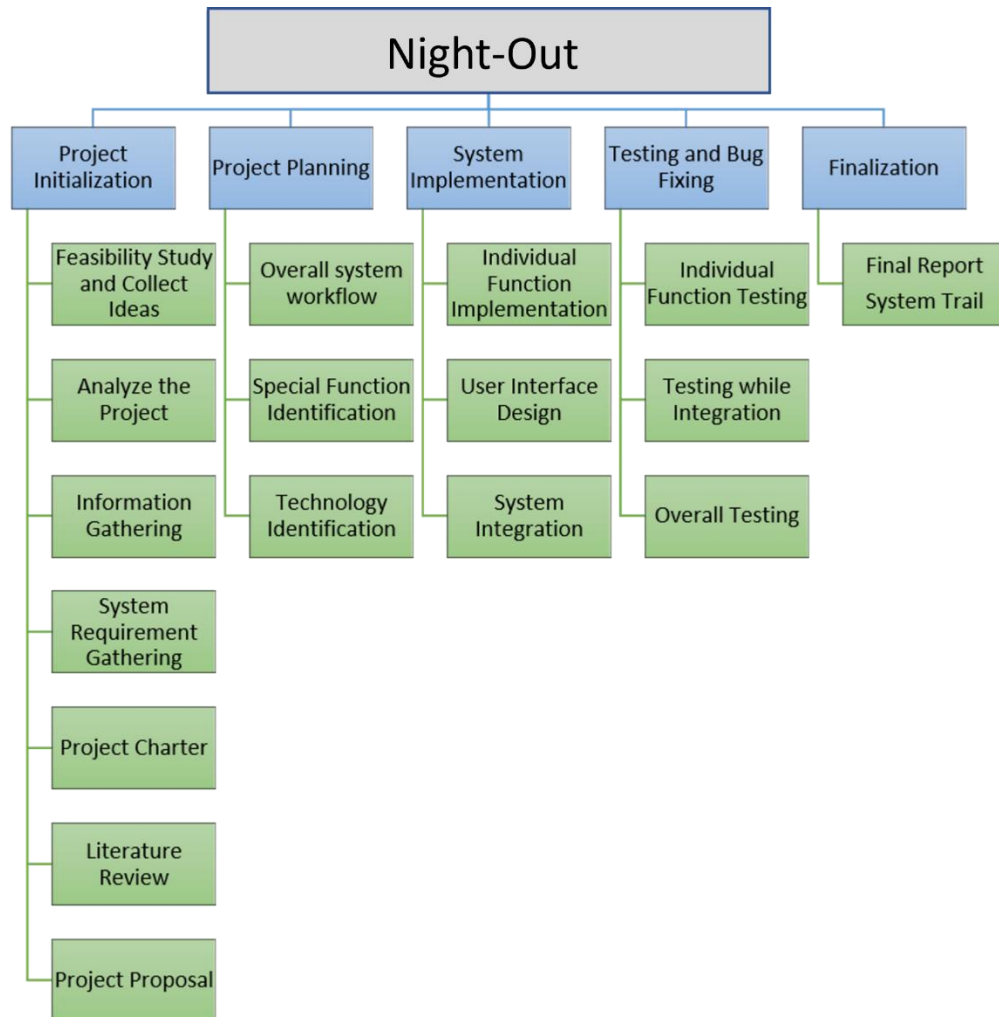 Night-Out
Project
Initialization
Project Planning
System
Implementation
Testing and Bug
Fixing
Finalization
Feasibility Study
and Collect
Ideas
Analyze the
Project
Information
Gathering
System
Requirement
Gathering
Project Charter
Literature
Review
Project Proposal
Overall system
workflow
Special Function
Identification
Technology
Identification
Individual
Function
Implementation
User Interface
Design
System
Integration
Individual
Function Testing
Testing while
Integration
Overall Testing
Final Report
System Trail